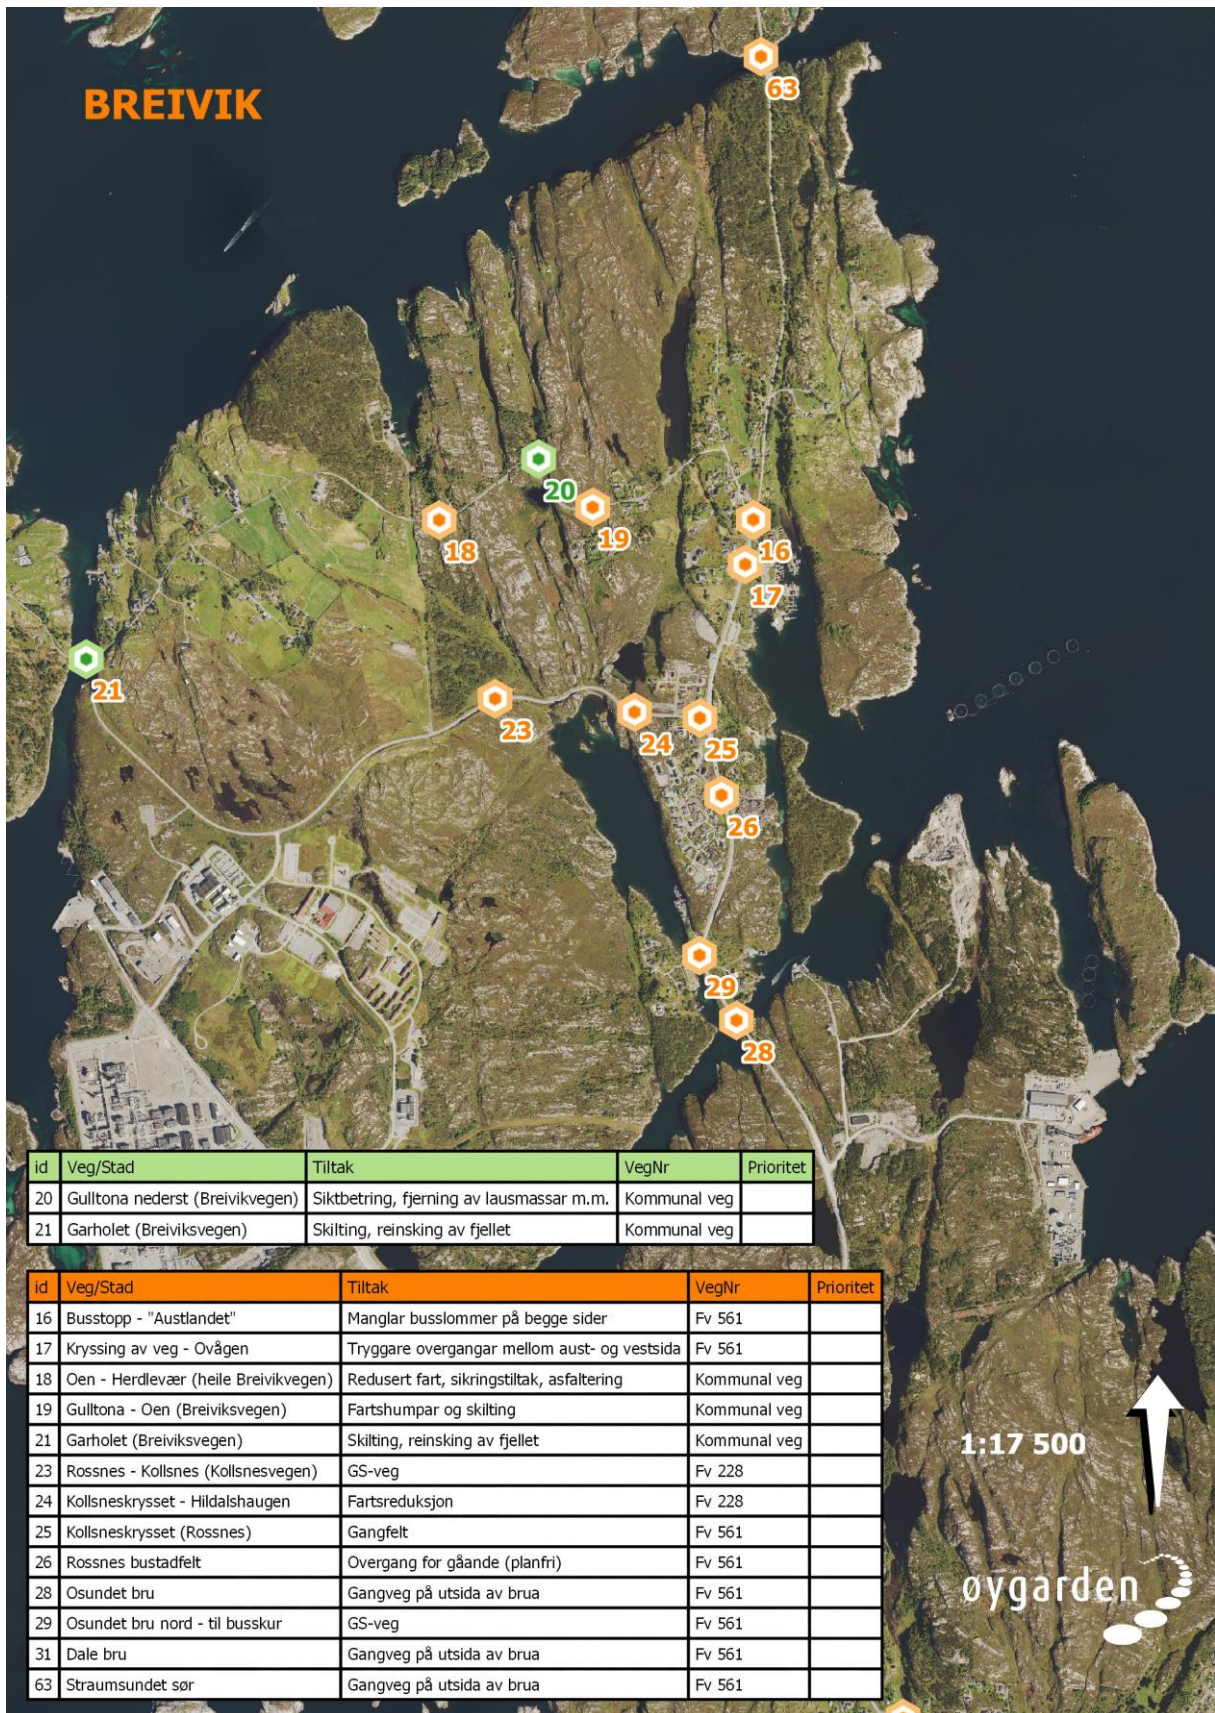 BREIVIK
63
20
19
18
16
17
21
23
24
25
26
29
28
id Veg/Stad Tiltak VegNr Prioritet
20 Gulltona nederst (Breivikvegen) Siktbetring, fjerning av lausmassar m.m. Kommunal veg
21 Garholet (Breiviksvegen) Skilting, reinsking av fjellet Kommunal veg
id Veg/Stad Tiltak VegNr Prioritet
16 Busstopp - "Austlandet" Manglar busslommer på begge sider Fv 561
17 Kryssing av veg - Ovågen Tryggare overgangar mellom aust- og vestsida Fv 561
18 Oen - Herdlevær (heile Breivikvegen) Redusert fart, sikringstiltak, asfaltering Kommunal veg
19 Gulltona - Oen (Breiviksvegen) Fartshumpar og skilting Kommunal veg
21 Garholet (Breiviksvegen) Skilting, reinsking av fjellet Kommunal veg
23 Rossnes - Kollsnes (Kollsnesvegen) GS-veg Fv 228
24 Kollsneskrysset - Hildalshaugen Fartsreduksjon Fv 228
25 Kollsneskrysset (Rossnes) Gangfelt Fv 561
26 Rossnes bustadfelt Overgang for gåande (planfri) Fv 561
28 Osundet bru Gangveg på utsida av brua Fv 561
29 Osundet bru nord - til busskur GS-veg Fv 561
31 Dale bru Gangveg på utsida av brua Fv 561
63 Straumsundet sør Gangveg på utsida av brua Fv 561
1:17 500
øygarden